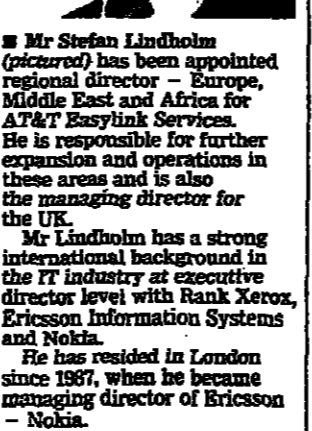 ■ Mr Stefan Lindholm
(pictured) has been appointed
regional director — Europe,
Middle East and Africa for
AT&T Easylink Services.
He is responsible for further
expansion and operations in
these areas and is also
the managing director for
the UK.
Mr Lindholm has a strong
international background in
the IT industry at executive
director level with Rank Xerox,
Ericsson Information Systems
and Nokia.
He has resided in London
since 1987, when he became
managing director of Ericsson
— Nokia.